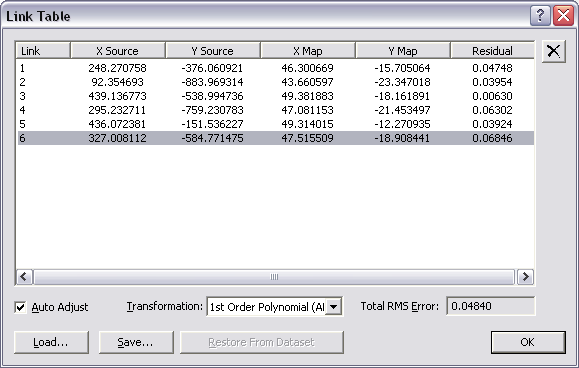 Link Table
Link X Source Y Source X Map Y Map Residual
1 248.270758 -376.060921 46.300669 -15.705064 0.04748
2 92.354693 -883.969314 43.660597 -23.347018 0.03954
3 439.136773 -538.994736 49.381883 -18.161891 0.00630
4 295.232711 -759.230783 47.081153 -21.453497 0.06302
5 436.072381 -151.536227 49.314015 -12.270935 0.03924
6 327.008112 -584.771475 47.515509 -18.908441 0.06846
Auto Adjust Transformation: 1st Order Polynomial (Al Total RMS Error: 0.04840
Load... Save... Restore From Dataset OK